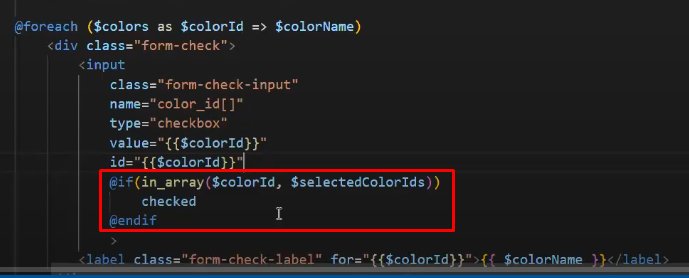 @foreach ($colors as $colorId => $colorName)
<div class="form-check">
<input
class="form-check-input"
name="color_id[]"
type="checkbox"
value="{{$colorId}}"
id="{{$colorId}}"
@if(in_array($colorId, $selectedColorIds))
checked
@endif
>
<label class="form-check-label" for="{{$colorId}}">{{ $colorName }}</label>